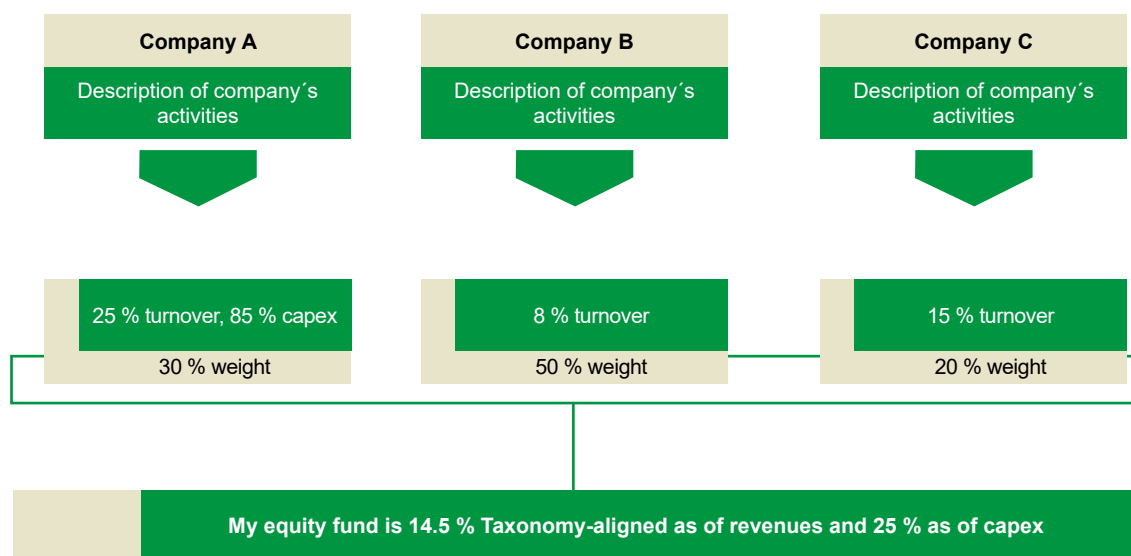 Company A
Description of company´s
activities
Company B
Description of company´s
activities
Company C
Description of company´s
activities
25 % turnover, 85 % capex
30 % weight
8 % turnover
50 % weight
15 % turnover
20 % weight
My equity fund is 14.5 % Taxonomy-aligned as of revenues and 25 % as of capex